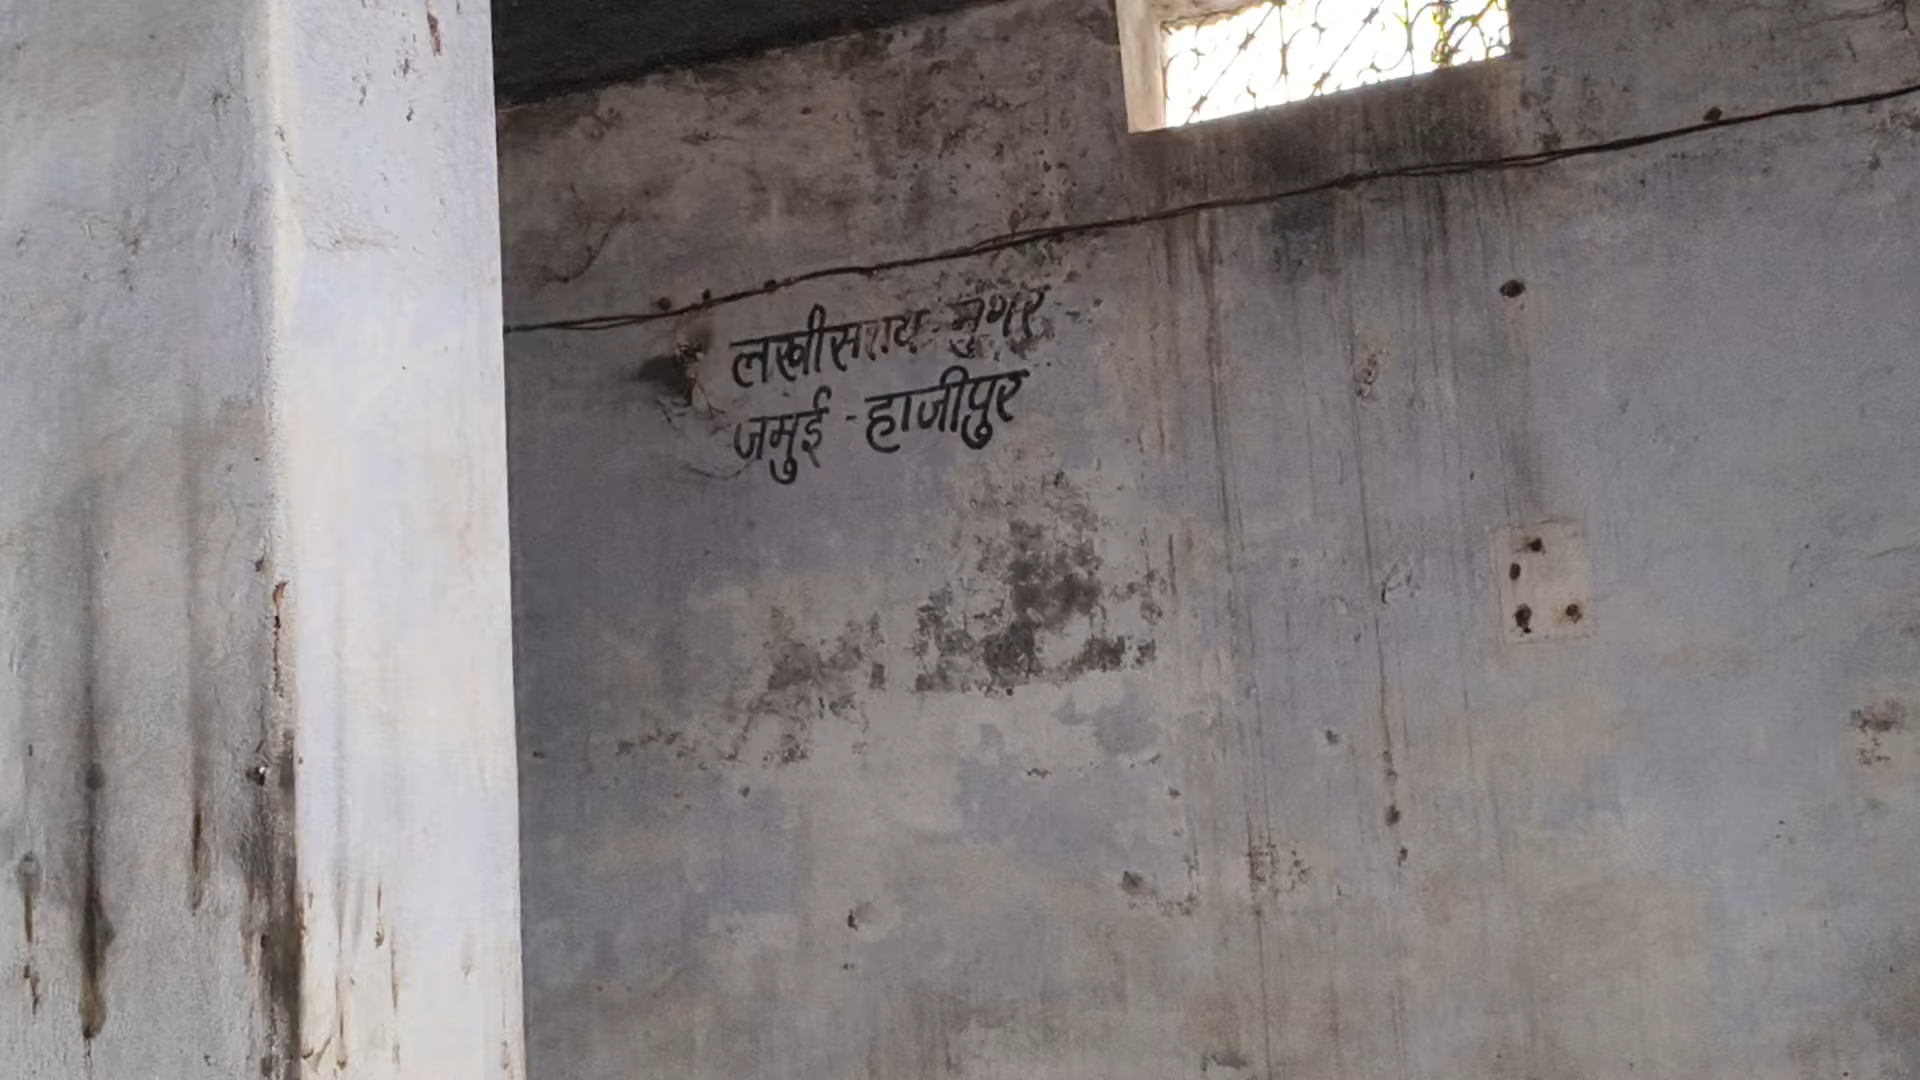 लखीसराय - मुंगेर -
जमुई - हाजीपुर